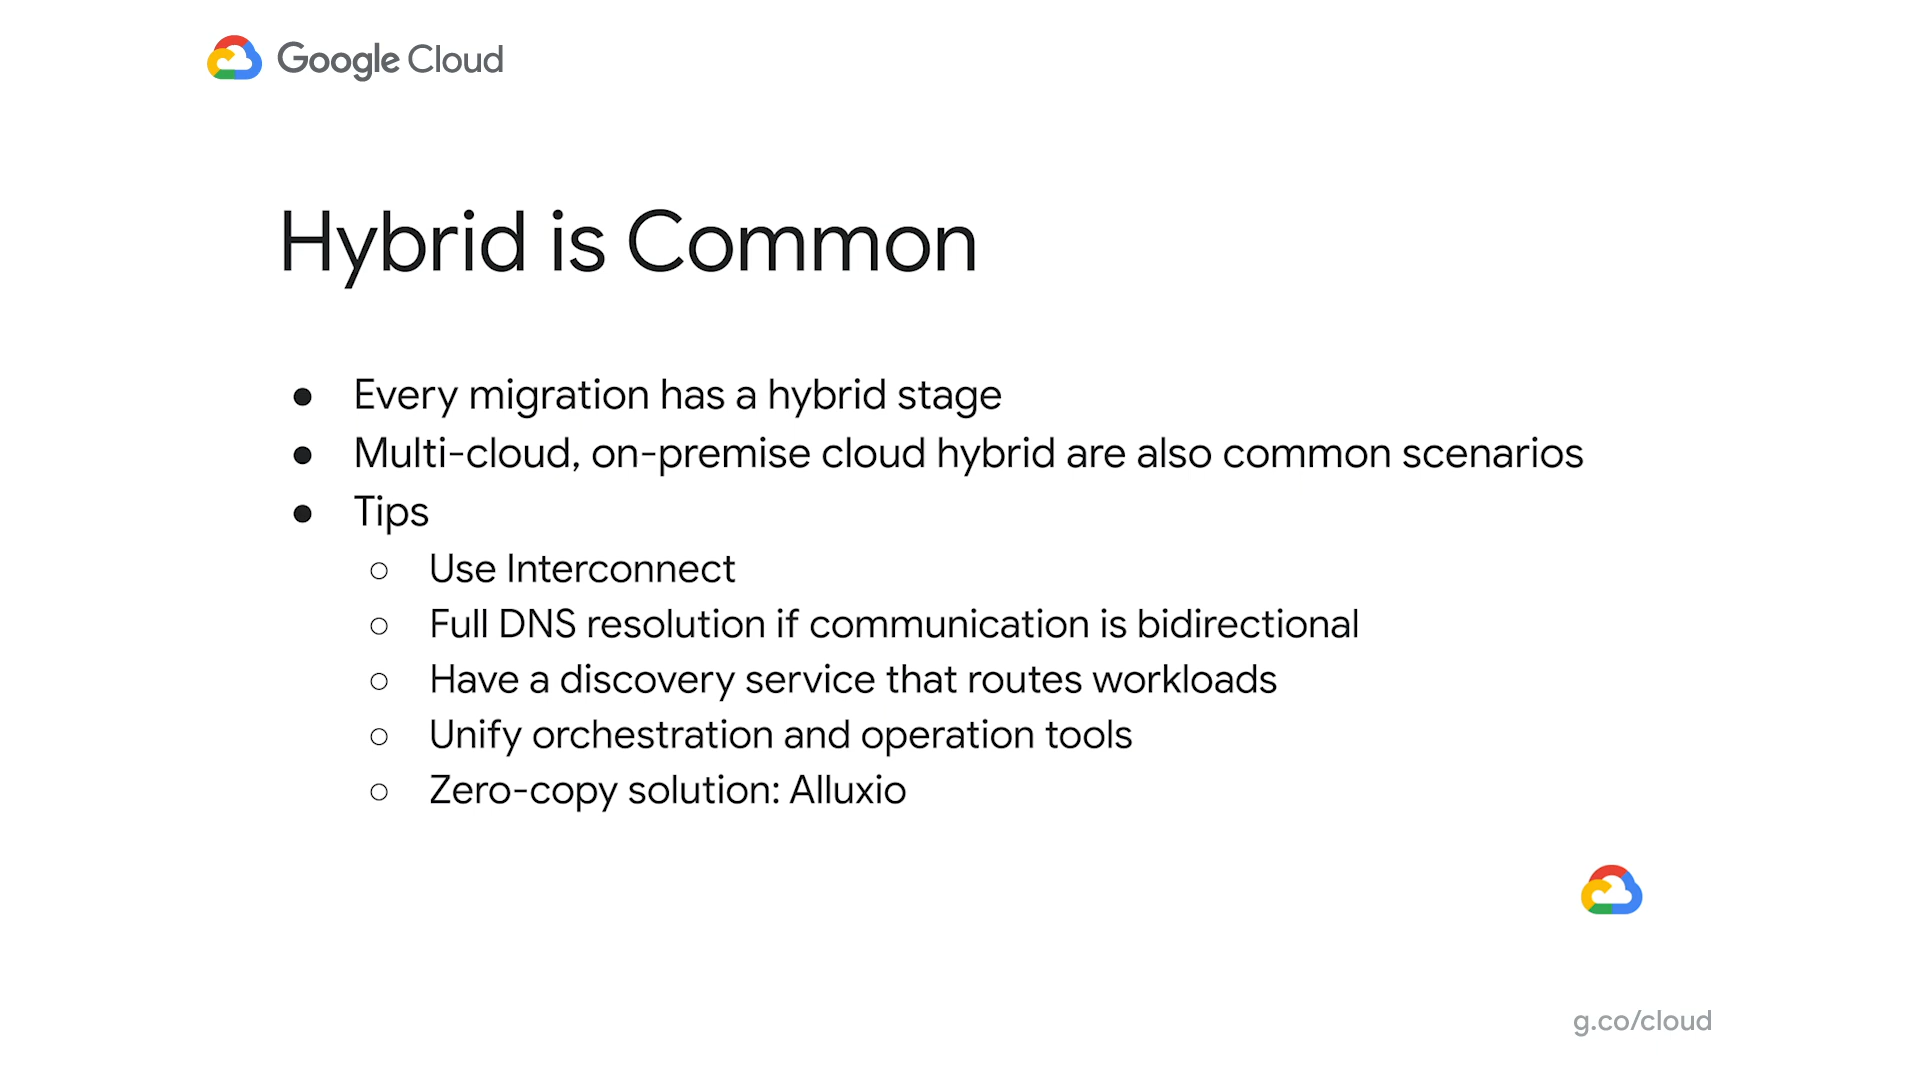 Google Cloud
Hybrid is Common
● Every migration has a hybrid stage
● Multi-cloud, on-premise cloud hybrid are also common scenarios
● Tips
○ Use Interconnect
○ Full DNS resolution if communication is bidirectional
○ Have a discovery service that routes workloads
○ Unify orchestration and operation tools
○ Zero-copy solution: Alluxio
g.co/cloud